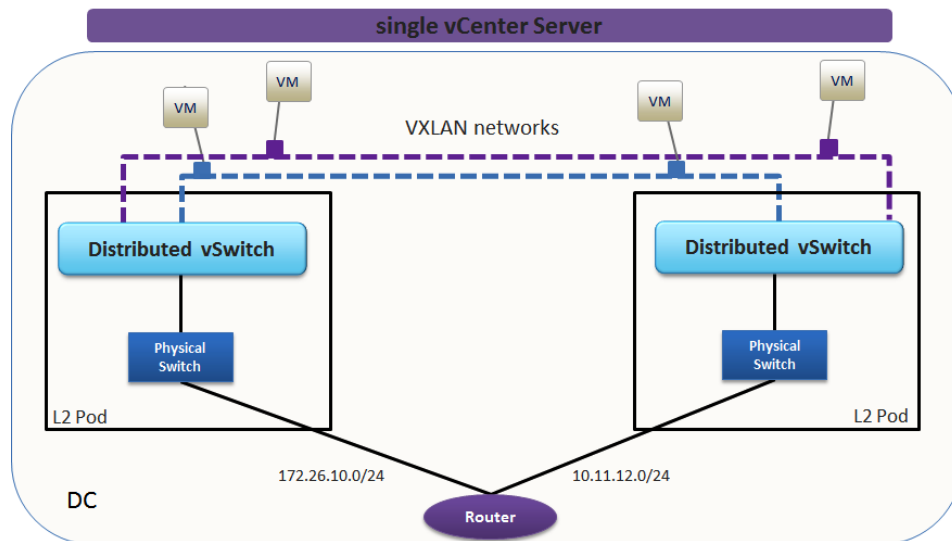 single vCenter Server
VM
VM
VM
VM
VXLAN networks
Distributed vSwitch
Distributed vSwitch
Physical
Switch
Physical
Switch
L2 Pod
L2 Pod
172.26.10.0/24
10.11.12.0/24
DC
Router